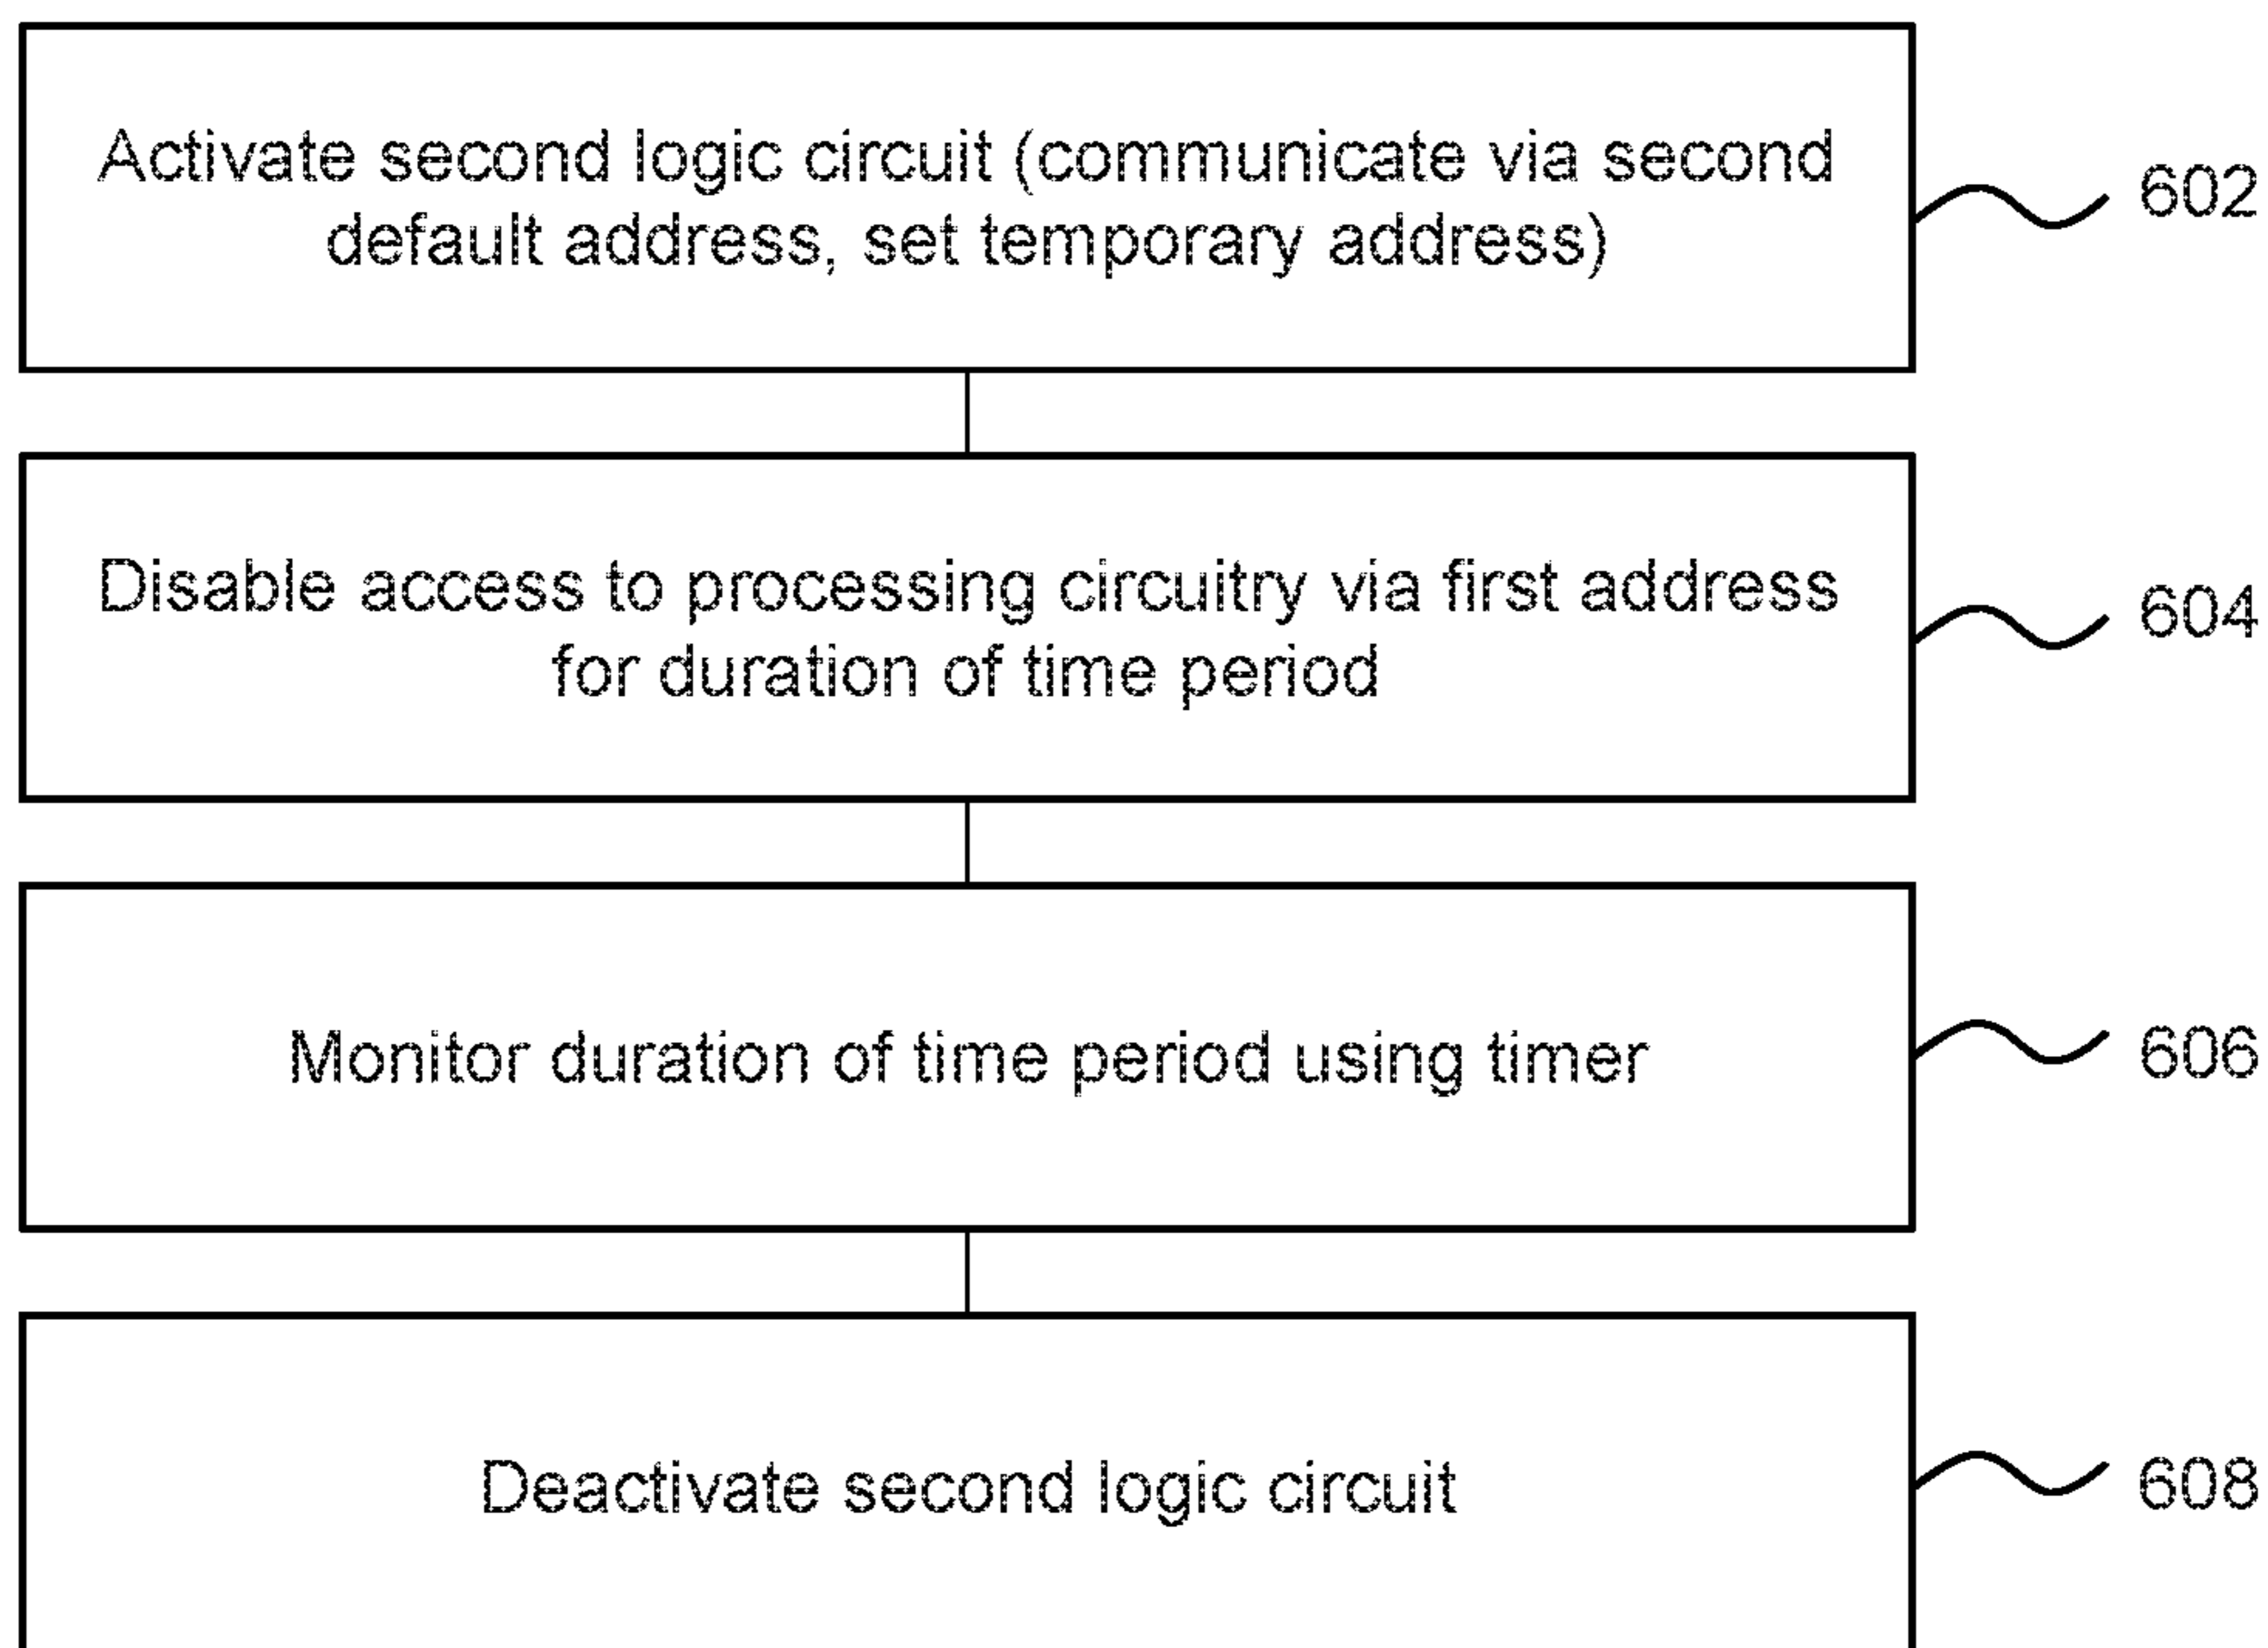 Activate second logic circuit (communicate via second
default address, set temporary address)
602
Disable access to processing circuitry via first address
for duration of time period
604
Monitor duration of time period using timer
606
Deactivate second logic circuit
608